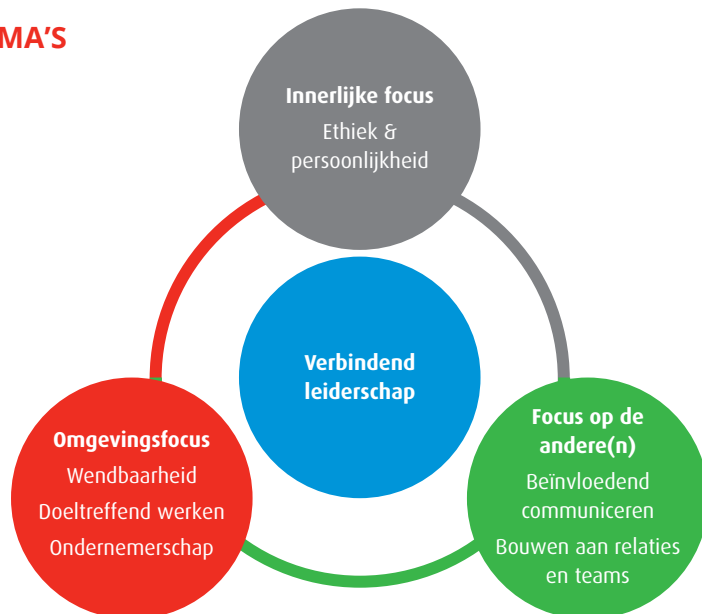 MA'S
Innerlijke focus
Ethiek &
persoonlijkheid
Verbindend
leiderschap
Omgevingsfocus
Wendbaarheid
Doeltreffend werken
Ondernemerschap
Focus op de
andere(n)
Beïnvloedend
communiceren
Bouwen aan relaties
en teams